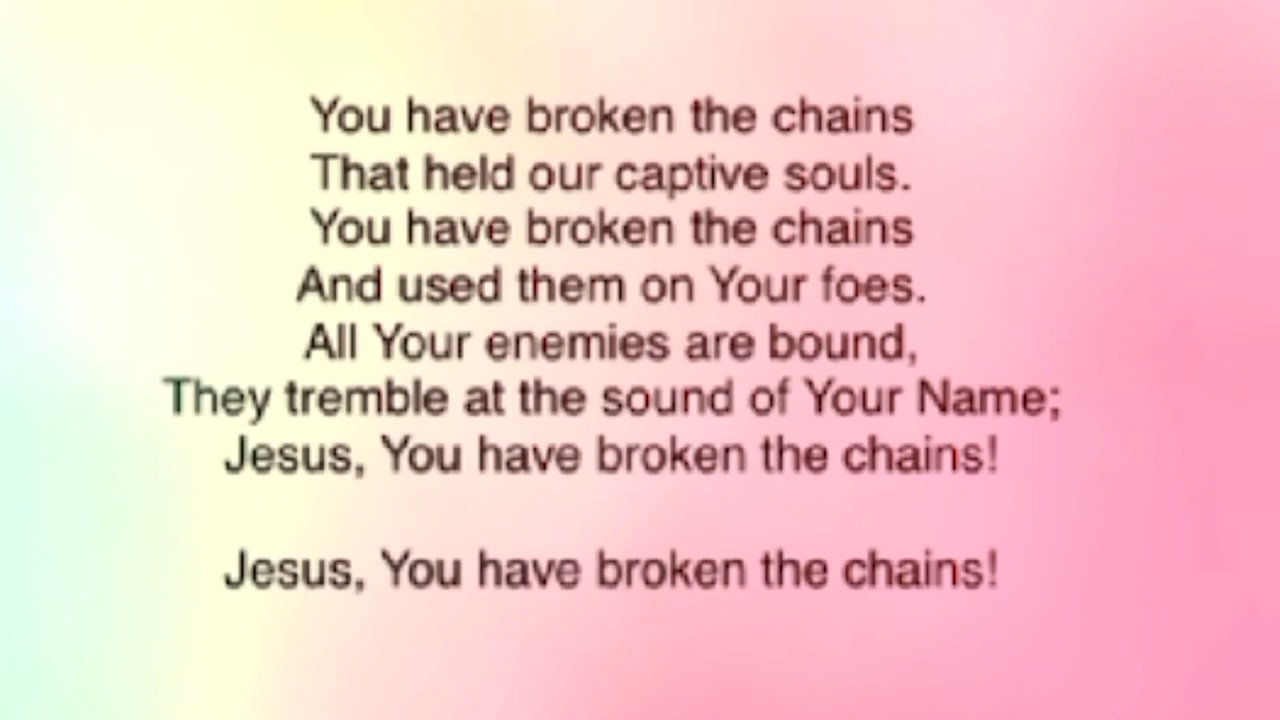 You have broken the chains
That held our captive souls.
You have broken the chains
And used them on Your foes.
All Your enemies are bound,
They tremble at the sound of Your Name;
Jesus, You have broken the chains!
Jesus, You have broken the chains!